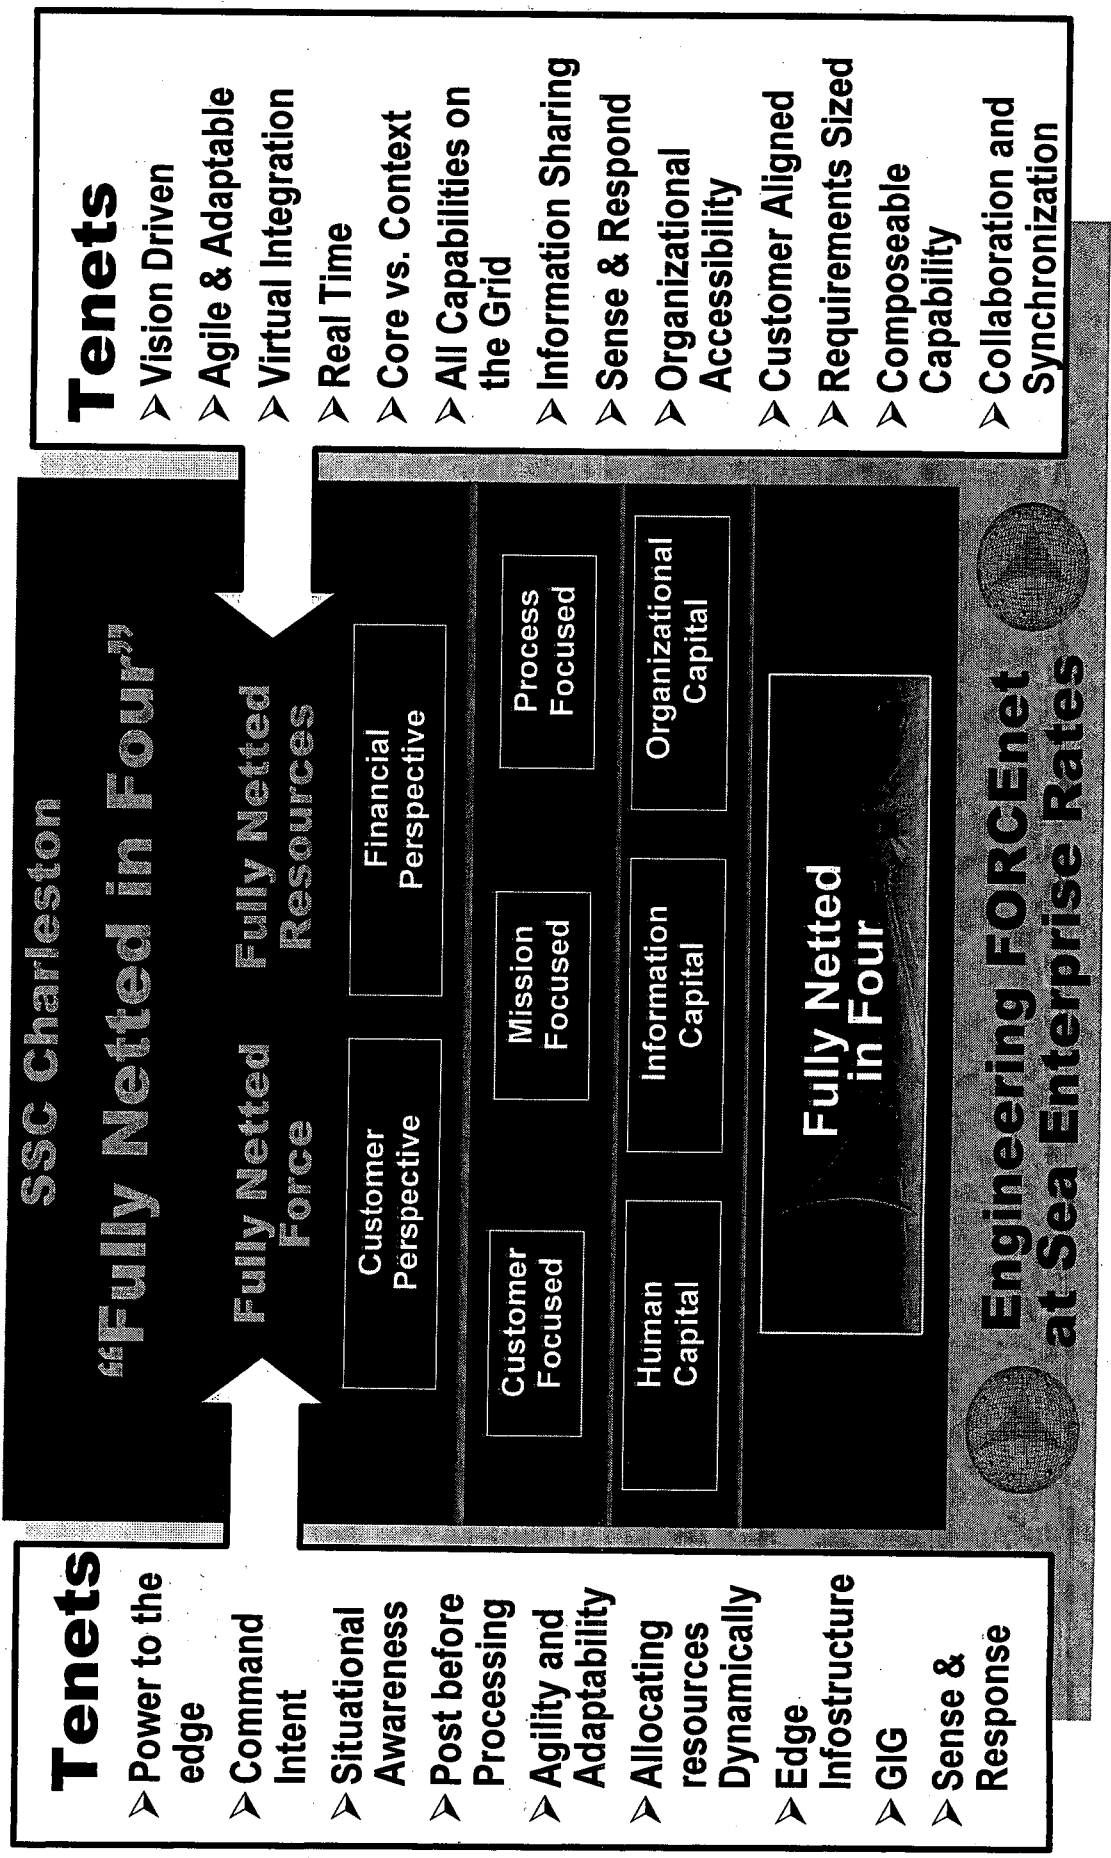 SSC Charleston
“Fully Netted in Four”
Fully Netted
Force
Fully Netted
Resources
Customer
Perspective
Financial
Perspective
Customer
Focused
Mission
Focused
Process
Focused
Human
Capital
Information
Capital
Organizational
Capital
Fully Netted
in Four
Engineering FORCEnet
at Sea Enterprise Rates
Tenets
➢ Power to the
edge
➢ Command
Intent
➢ Situational
Awareness
➢ Post before
Processing
➢ Agility and
Adaptability
➢ Allocating
resources
Dynamically
➢ Edge
Infostructure
➢ GIG
➢ Sense &
Response
Tenets
➢ Vision Driven
➢ Agile & Adaptable
➢ Virtual Integration
➢ Real Time
➢ Core vs. Context
➢ All Capabilities on
the Grid
➢ Information Sharing
➢ Sense & Respond
➢ Organizational
Accessibility
➢ Customer Aligned
➢ Requirements Sized
➢ Composeable
Capability
➢ Collaboration and
Synchronization